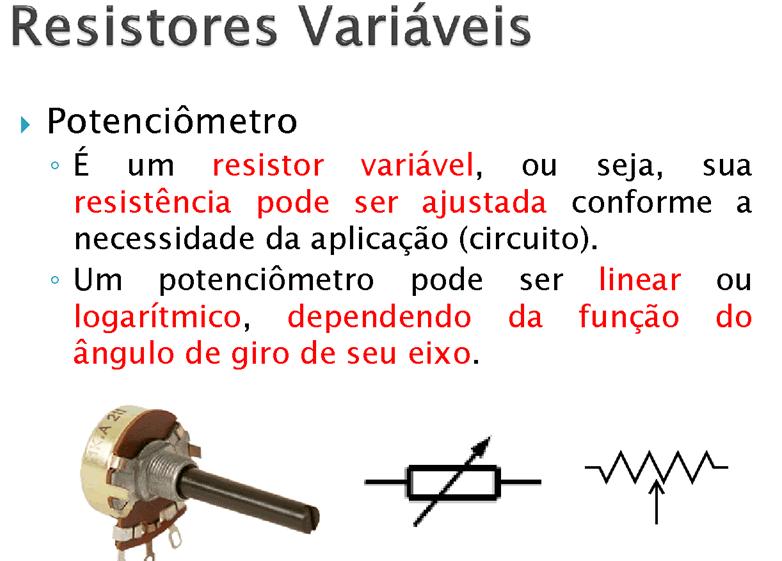 Resistores Variáveis
Potenciômetro
É um resistor variável, ou seja, sua
resistência pode ser ajustada conforme a
necessidade da aplicação (circuito).
Um potenciômetro pode ser linear ou
logarítmico, dependendo da função do
ângulo de giro de seu eixo.